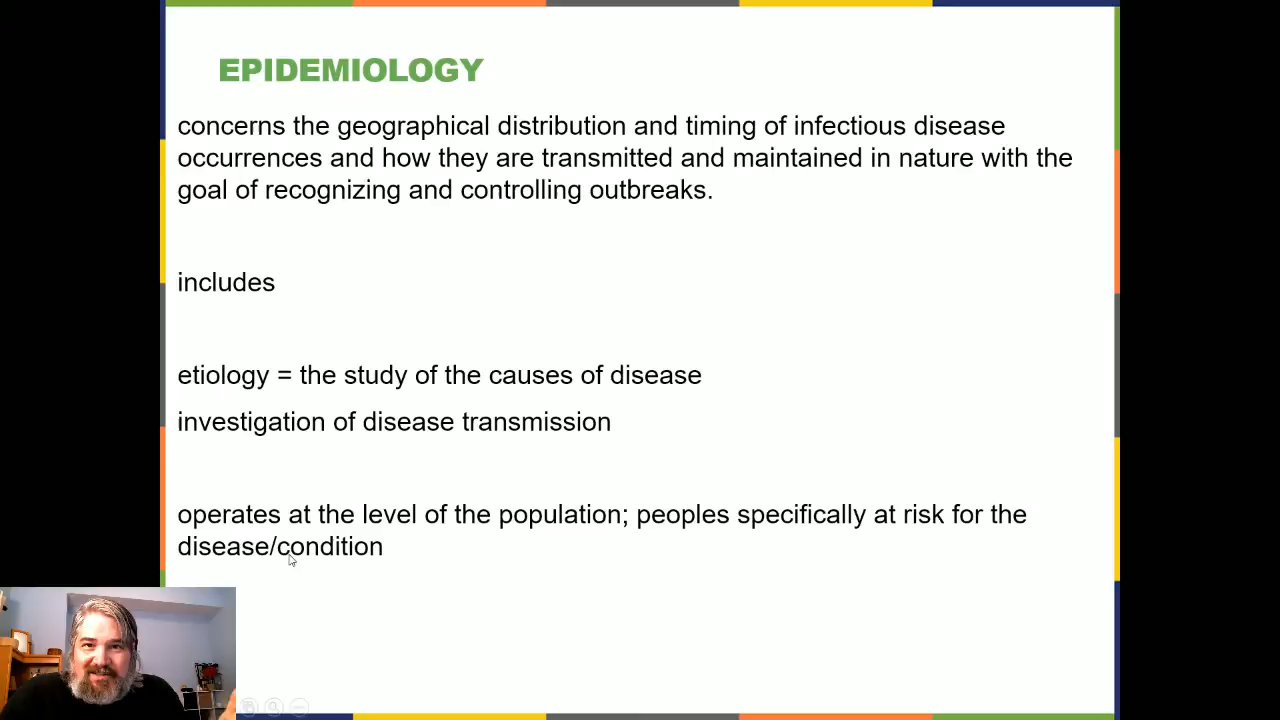 EPIDEMIOLOGY
concerns the geographical distribution and timing of infectious disease
occurrences and how they are transmitted and maintained in nature with the
goal of recognizing and controlling outbreaks.
includes
etiology = the study of the causes of disease
investigation of disease transmission
operates at the level of the population; peoples specifically at risk for the
disease/condition